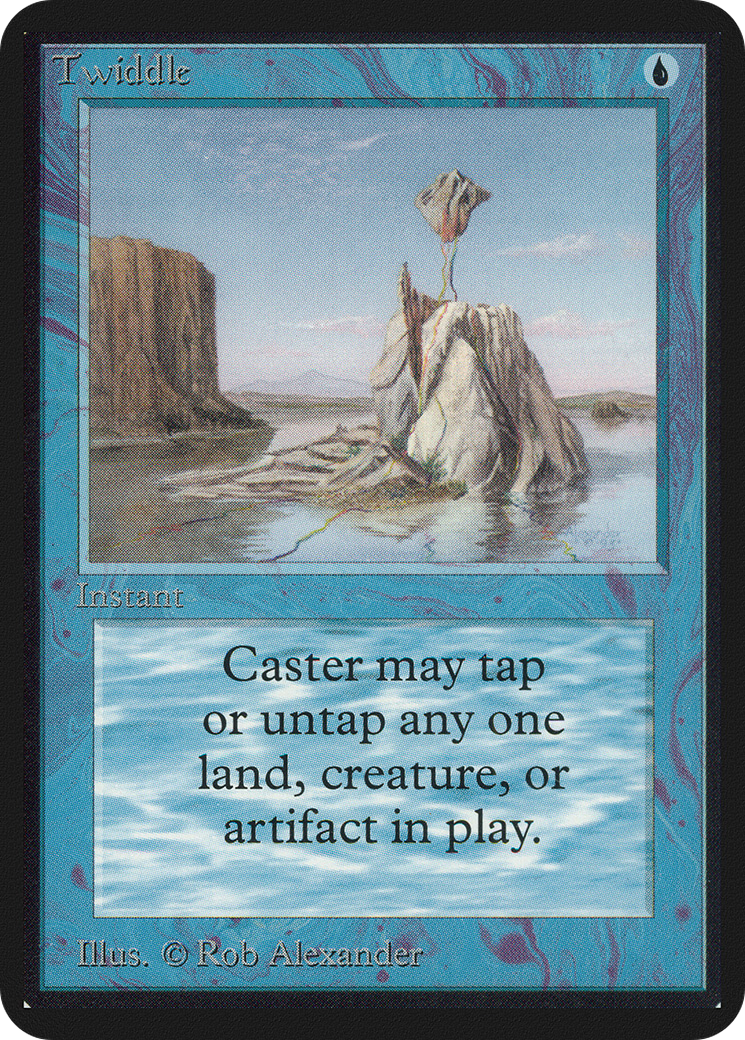 Twiddle
Instant
Caster may tap
or untap any one
land, creature, or
artifact in play.
Illus. © Rob Alexander